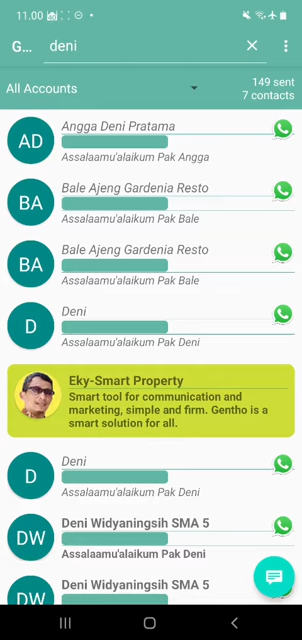 11.00
G... deni
All Accounts
149 sent
7 contacts
AD
Angga Deni Pratama
Assalaamu'alaikum Pak Angga
BA
Bale Ajeng Gardenia Resto
Assalaamu'alaikum Pak Bale
BA
Bale Ajeng Gardenia Resto
Assalaamu'alaikum Pak Bale
D
Deni
Assalaamu'alaikum Pak Deni
Eky-Smart Property
Smart tool for communication and
marketing, simple and firm. Gentho is a
smart solution for all.
D
Deni
Assalaamu'alaikum Pak Deni
DW
Deni Widyaningsih SMA 5
Assalaamu'alaikum Pak Deni
DW
Deni Widyaningsih SMA 5